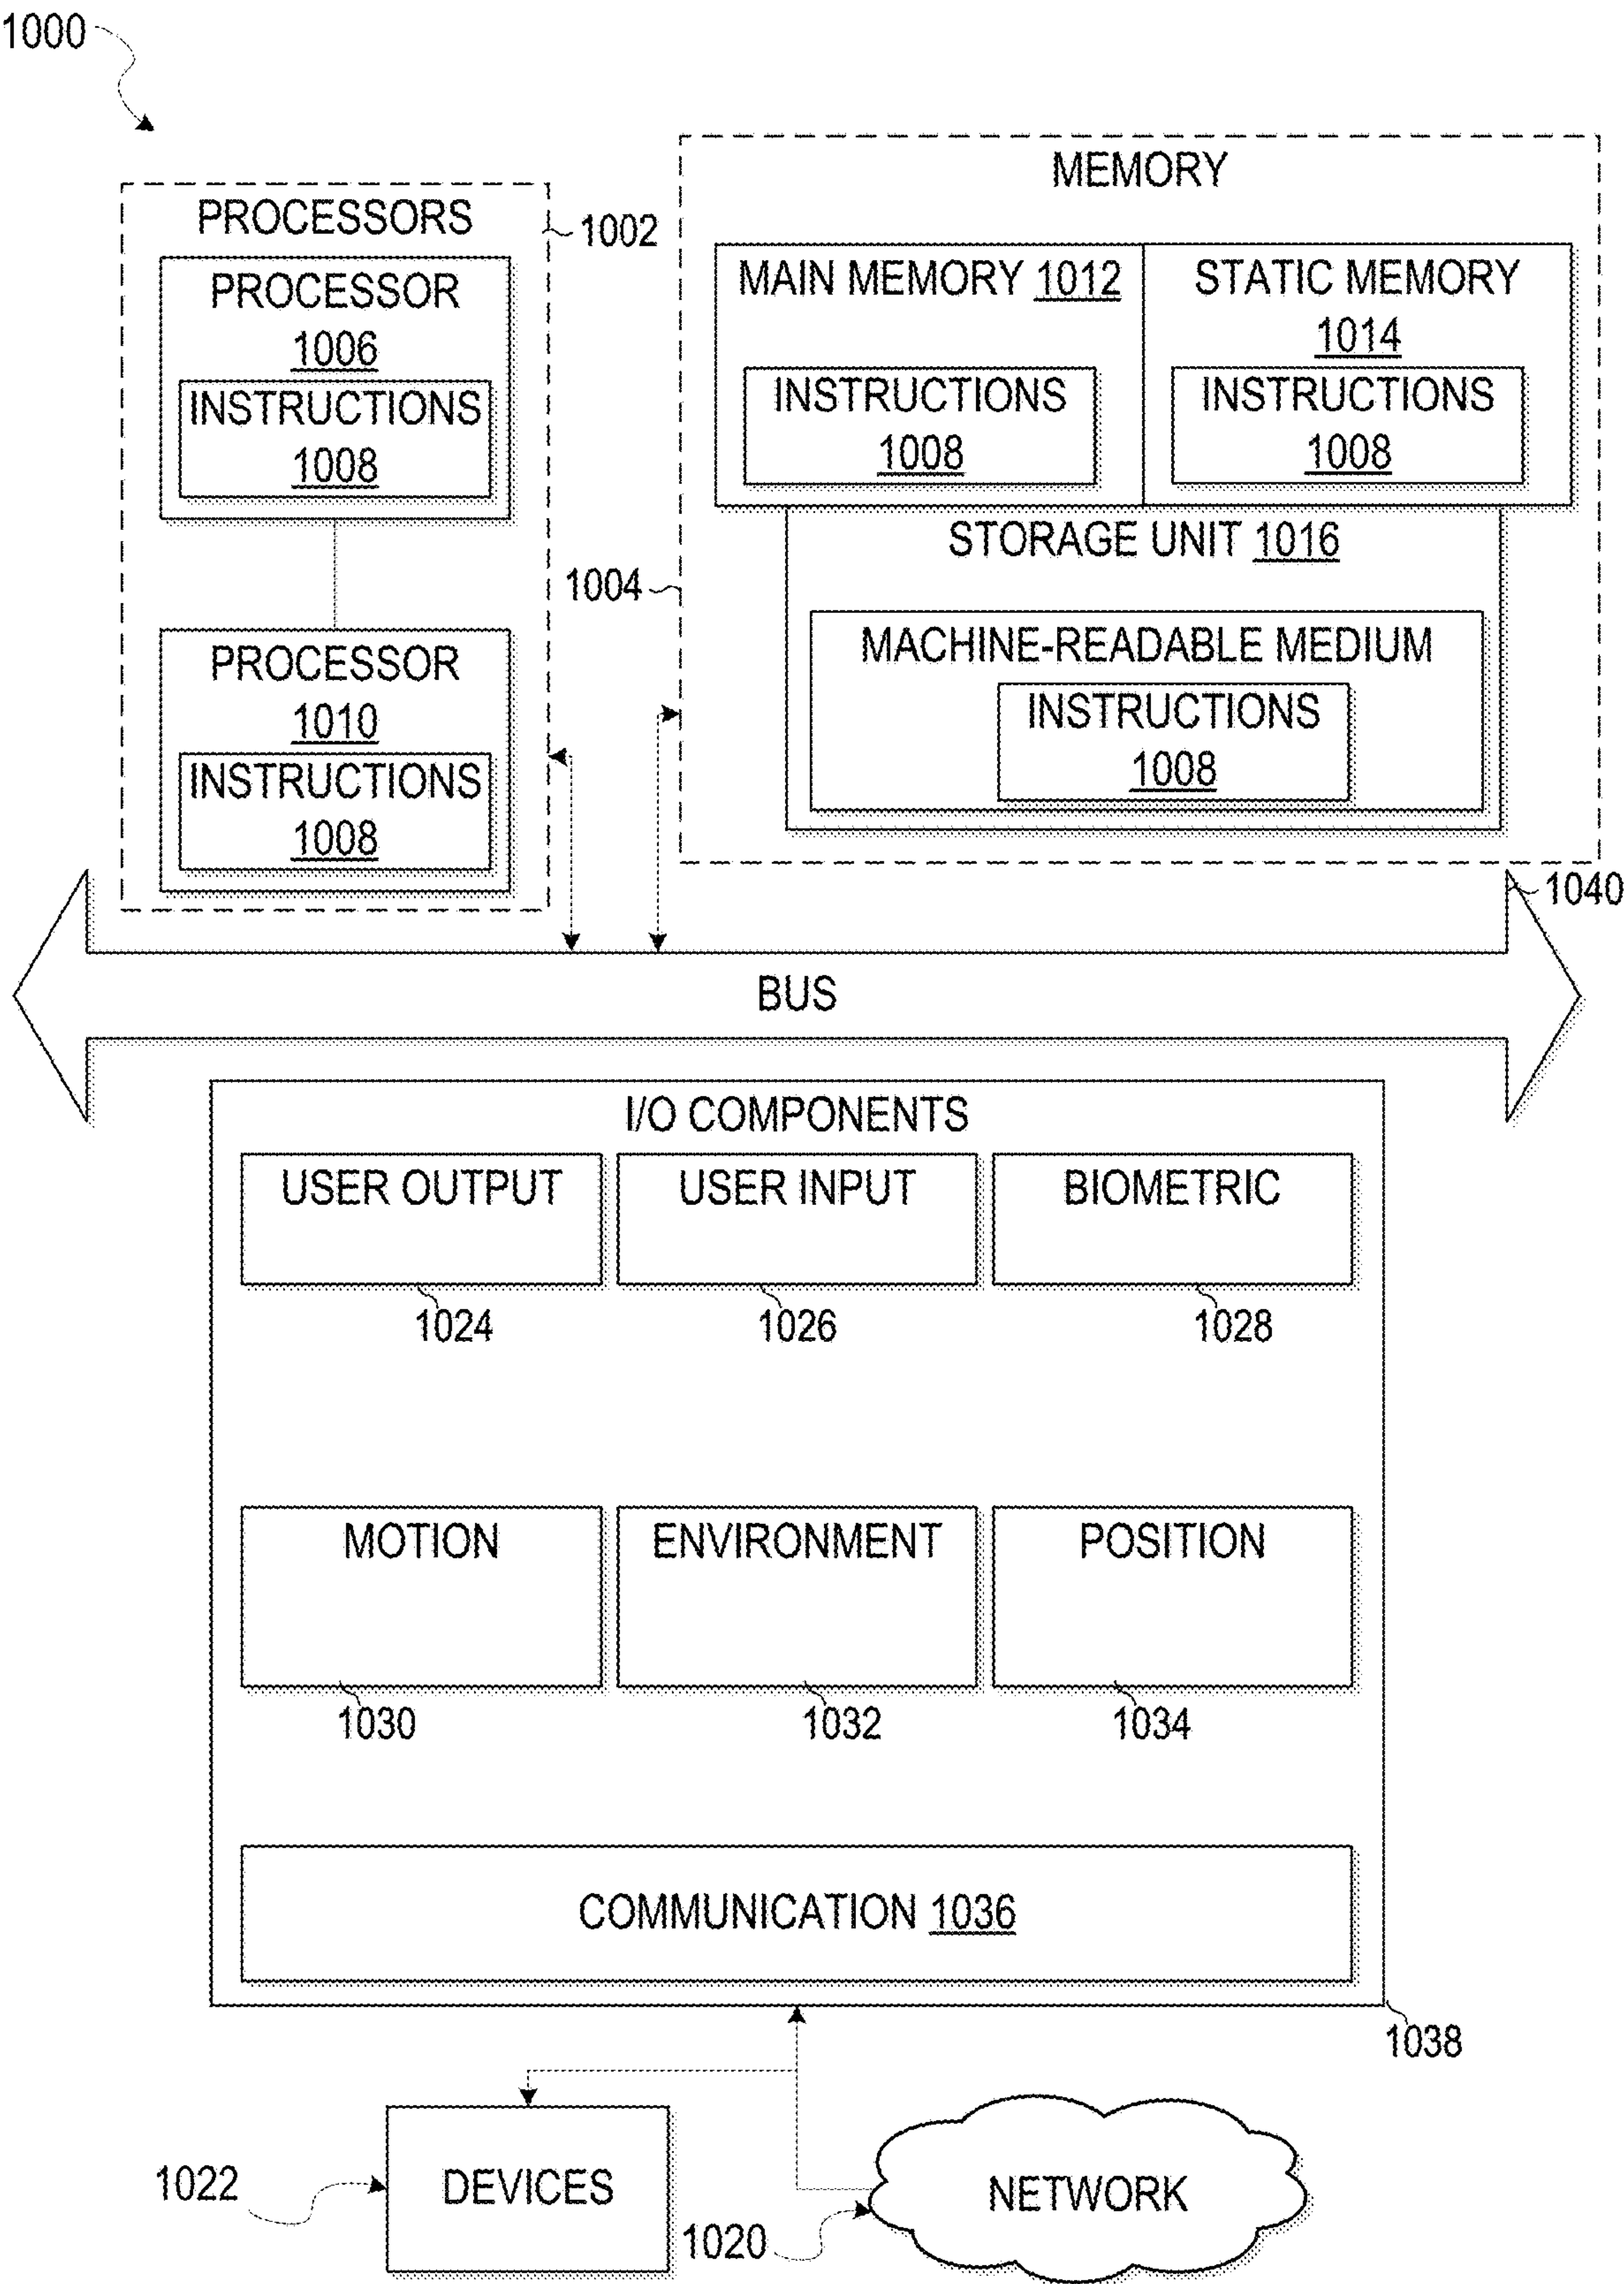 1000
MEMORY
PROCESSORS
1002
PROCESSOR
1006
INSTRUCTIONS
1008
MAIN MEMORY 1012
INSTRUCTIONS
1008
STATIC MEMORY
1014
INSTRUCTIONS
1008
STORAGE UNIT 1016
1004
MACHINE-READABLE MEDIUM
INSTRUCTIONS
1008
PROCESSOR
1010
INSTRUCTIONS
1008
1040
BUS
I/O COMPONENTS
USER OUTPUT
USER INPUT
BIOMETRIC
1024
1026
1028
MOTION
ENVIRONMENT
POSITION
1030
1032
1034
COMMUNICATION 1036
1038
1022
DEVICES
1020
NETWORK